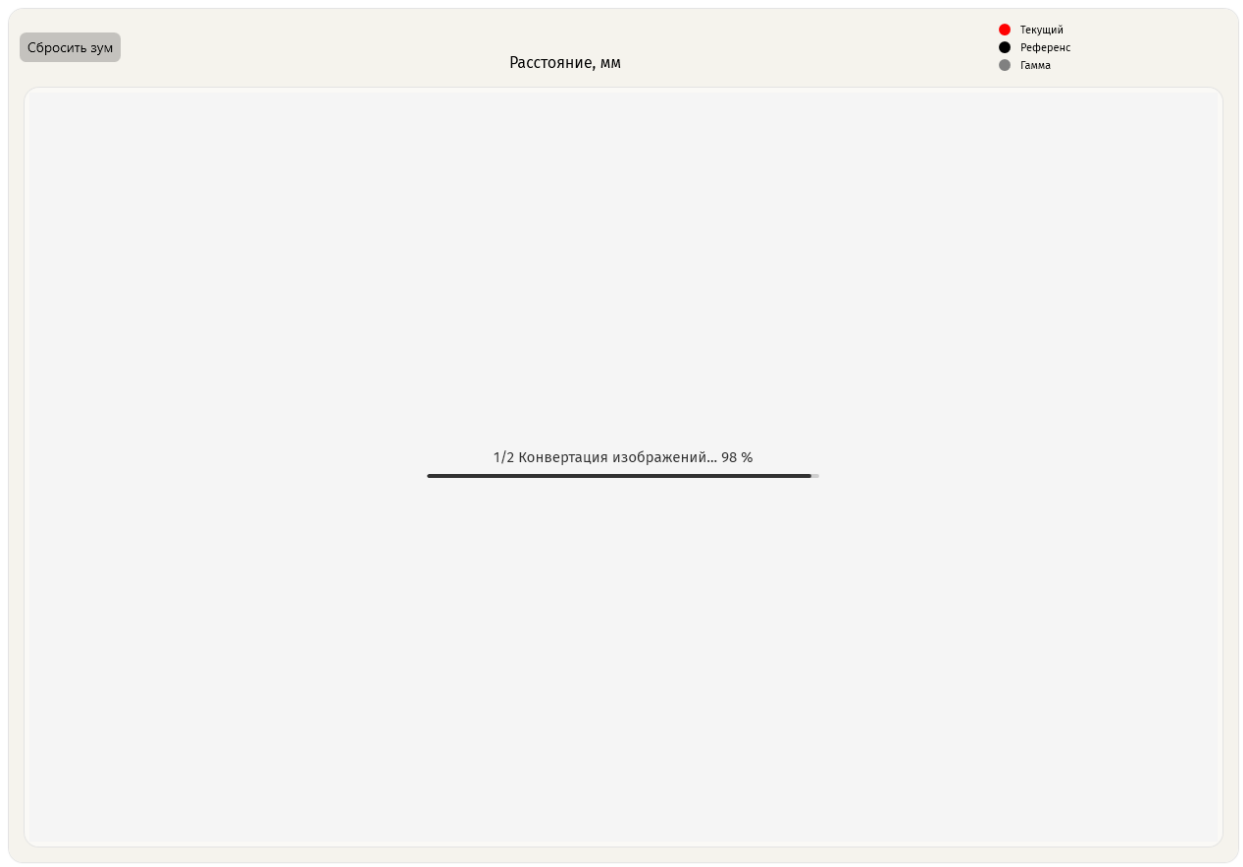 Сбросить зум
Расстояние, мм
Текущий
Референс
Гамма
1/2 Конвертация изображений... 98 %